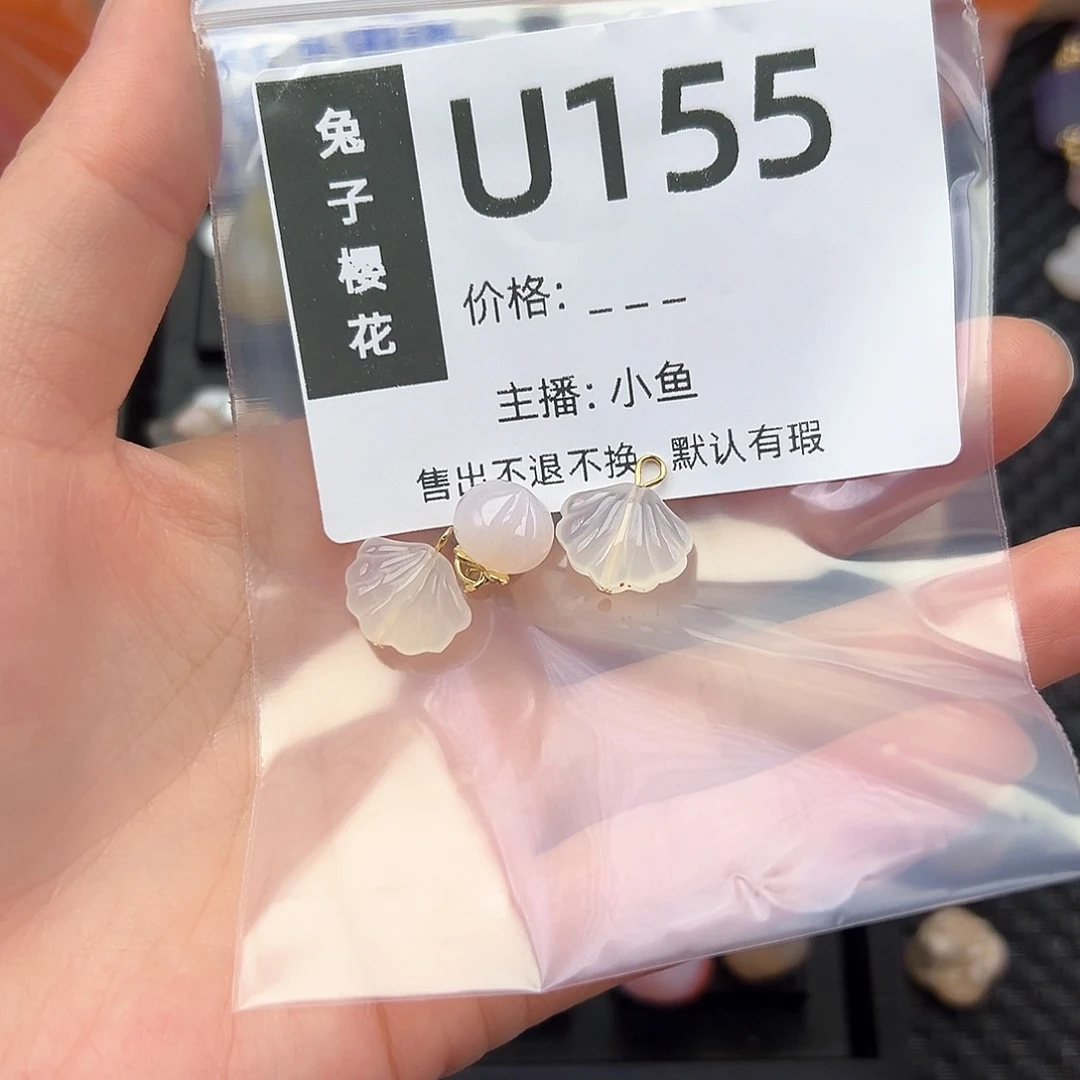 兔子樱花
U155
价格: _ _ _
主播: 小鱼
售出不退不换 默认有瑕